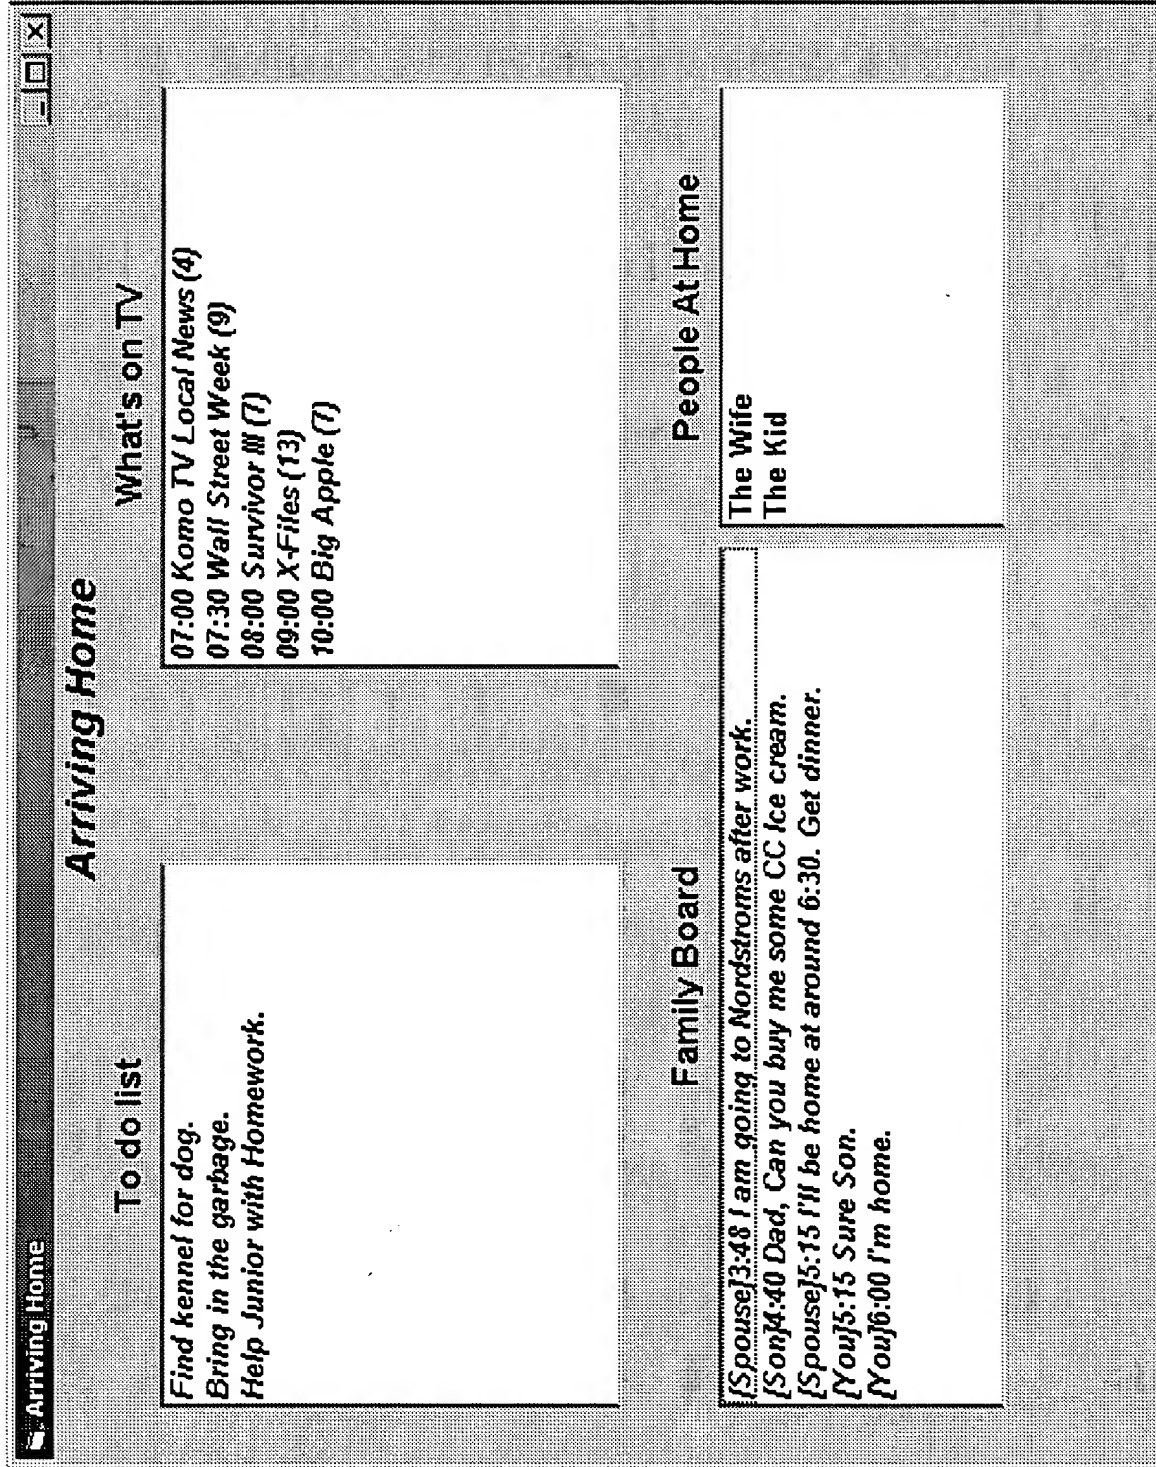 Arriving Home
Arriving Home
To do list
Find kennel for dog.
Bring in the garbage.
Help Junior with Homework.
What's on TV
07:00 Komo TV Local News (4)
07:30 Wall Street Week (9)
08:00 Survivor III (7)
09:00 X-Files (13)
10:00 Big Apple (7)
Family Board
[Spouse]3:48 I am going to Nordstroms after work.
[Son]4:40 Dad, Can you buy me some CC Ice cream.
[Spouse]5:15 I'll be home at around 6:30. Get dinner.
[You]5:15 Sure Son.
[You]6:00 I'm home.
People At Home
The Wife
The Kid